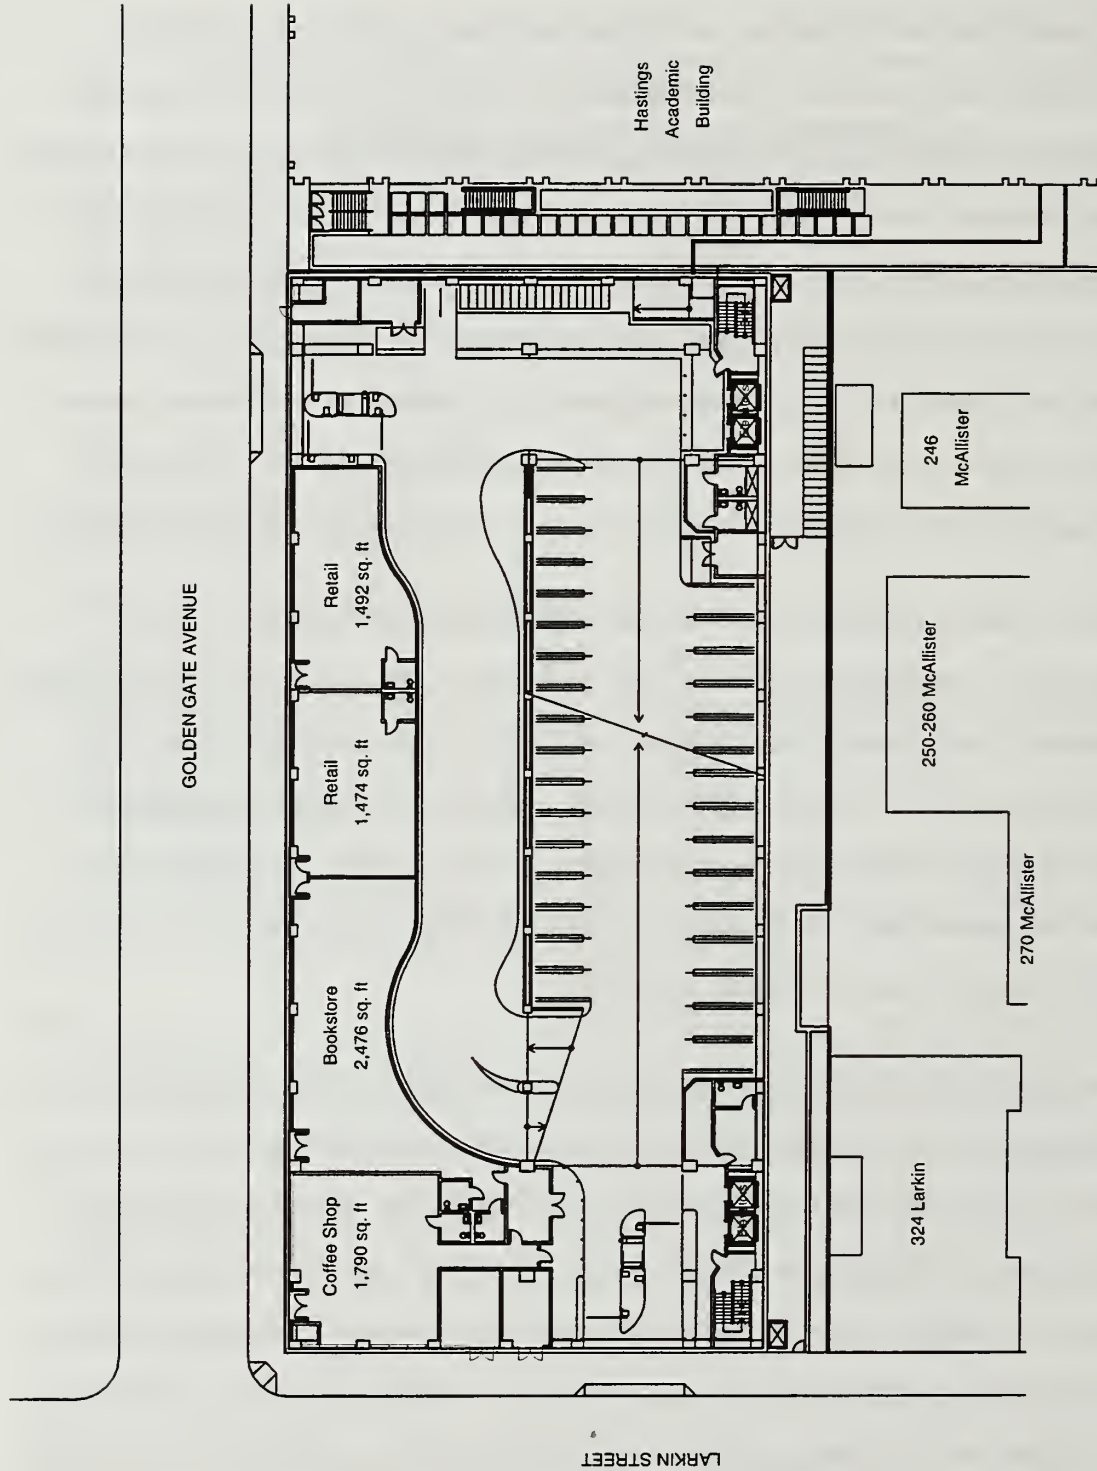 Hastings
Academic
Building
GOLDEN GATE AVENUE
Retail
1,492 sq. ft
Retail
1,474 sq. ft
Bookstore
2,476 sq. ft
Coffee Shop
1,790 sq. ft
246
McAllister
250-260 McAllister
270 McAllister
324 Larkin
LARKIN STREET